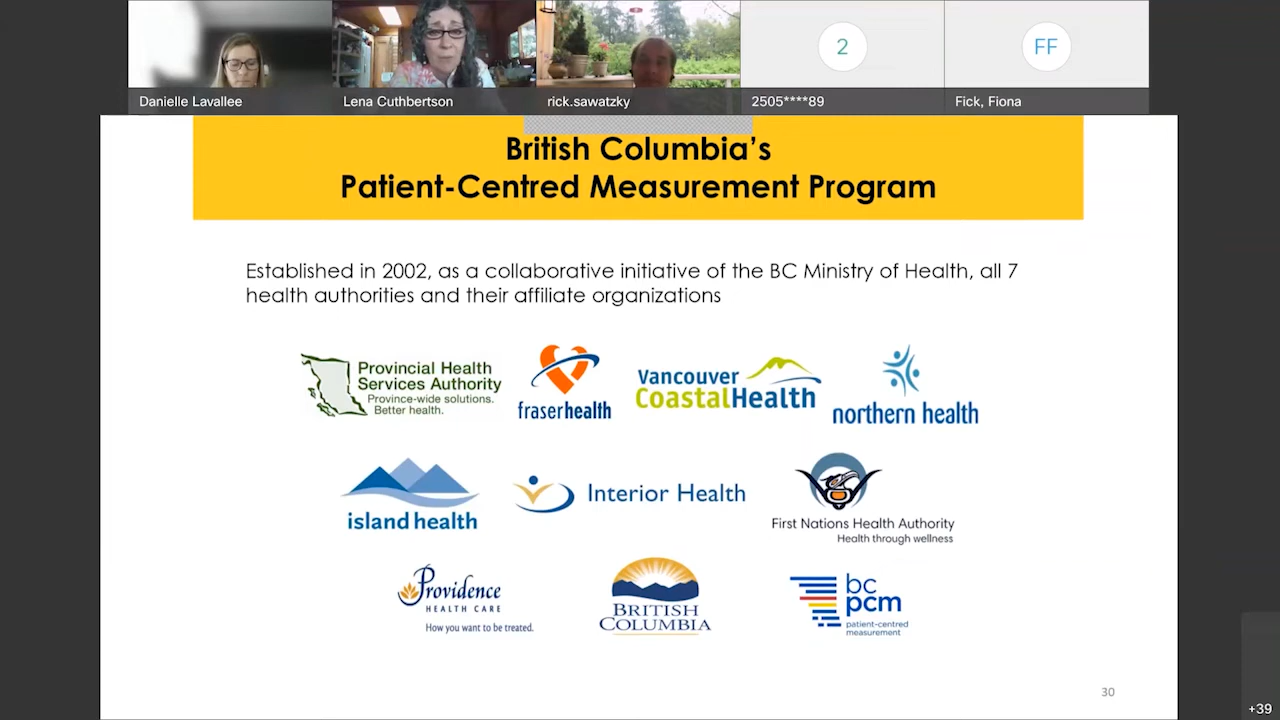 2
FF
Danielle Lavallee
Lena Cuthbertson
rick.sawatzky
2505****89
Fick, Fiona
British Columbia's
Patient-Centred Measurement Program
Established in 2002, as a collaborative initiative of the BC Ministry of Health, all 7
health authorities and their affiliate organizations
Provincial Health
Services Authority
Province-wide solutions.
Better health.
fraserhealth
Vancouver
CoastalHealth
northern health
island health
Interior Health
First Nations Health Authority
Health through wellness
Providence
HEALTH CARE
How you want to be treated.
BRITISH
COLUMBIA
bc
pcm
patient-centred
measurement
30
+39